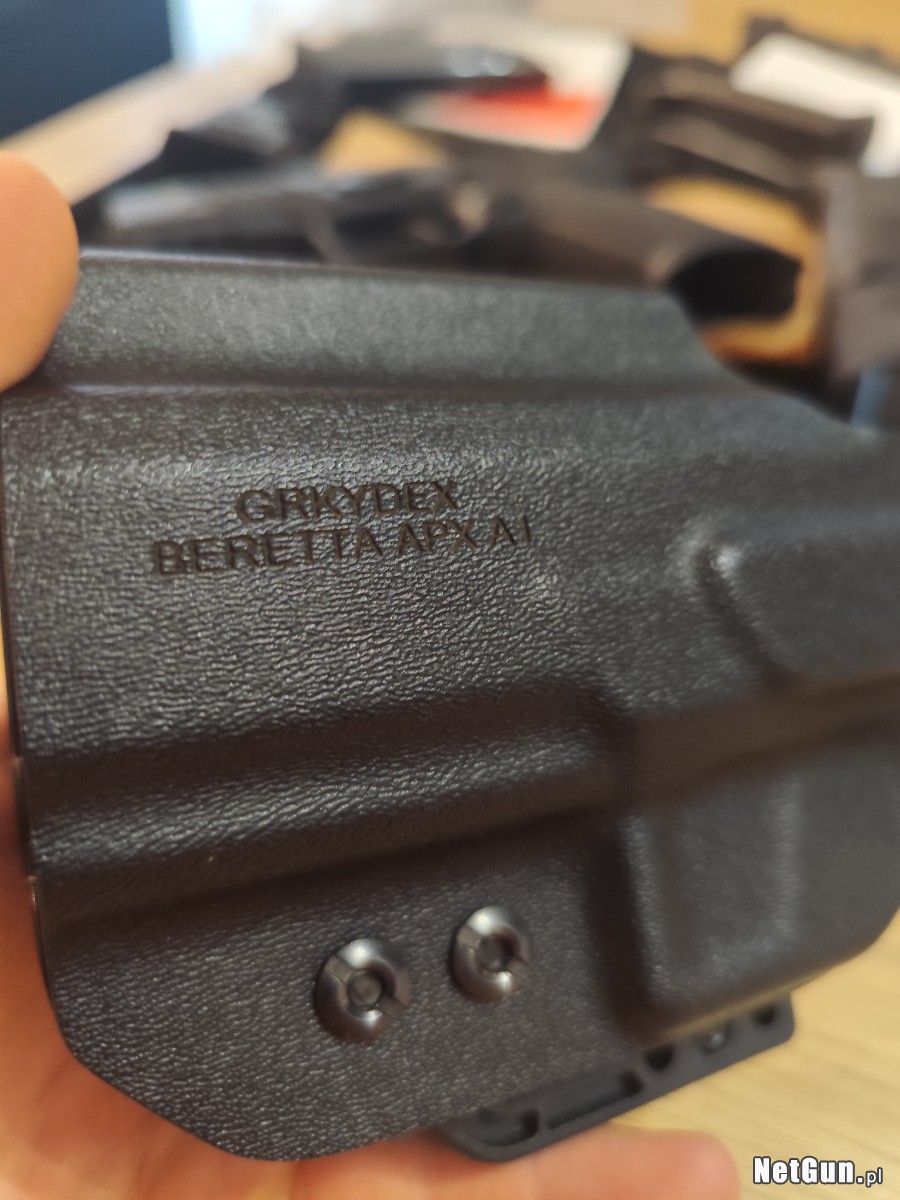 GRKYDEX
BERETTA APX A1
NetGun.pl